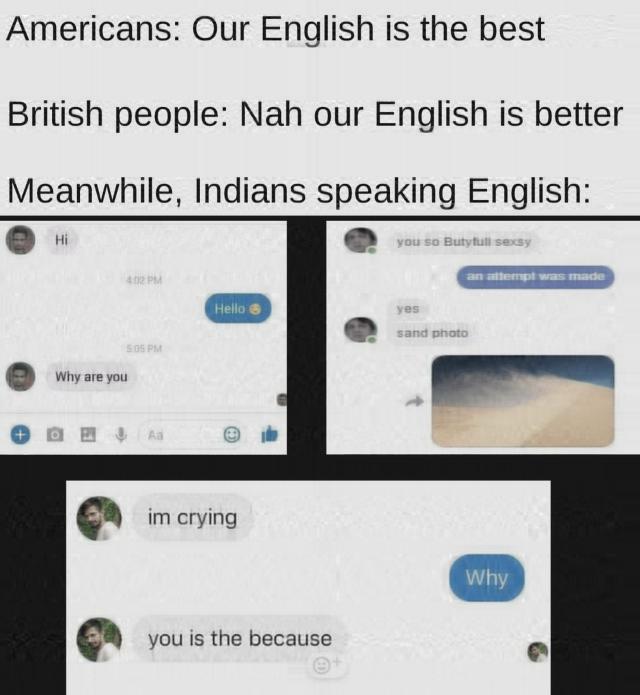 Americans: Our English is the best
British people: Nah our English is better
Meanwhile, Indians speaking English:
Hi
4:02 PM
Hello
5:05 PM
Why are you
Aa
you so Butyfull sexsy
an attempt was made
yes
sand photo
im crying
Why
you is the because